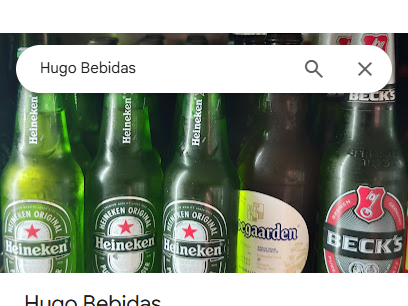 Hugo Bebidas
BECK'S
Heineken
Heineken
Heineken
HEINEKEN ORIGINAL
Heineken
HEINEKEN ORIGINAL
Heineken
HEINEKEN ORIGINAL
Heineken
egaarden
BECK'S
Hugo Bebidas